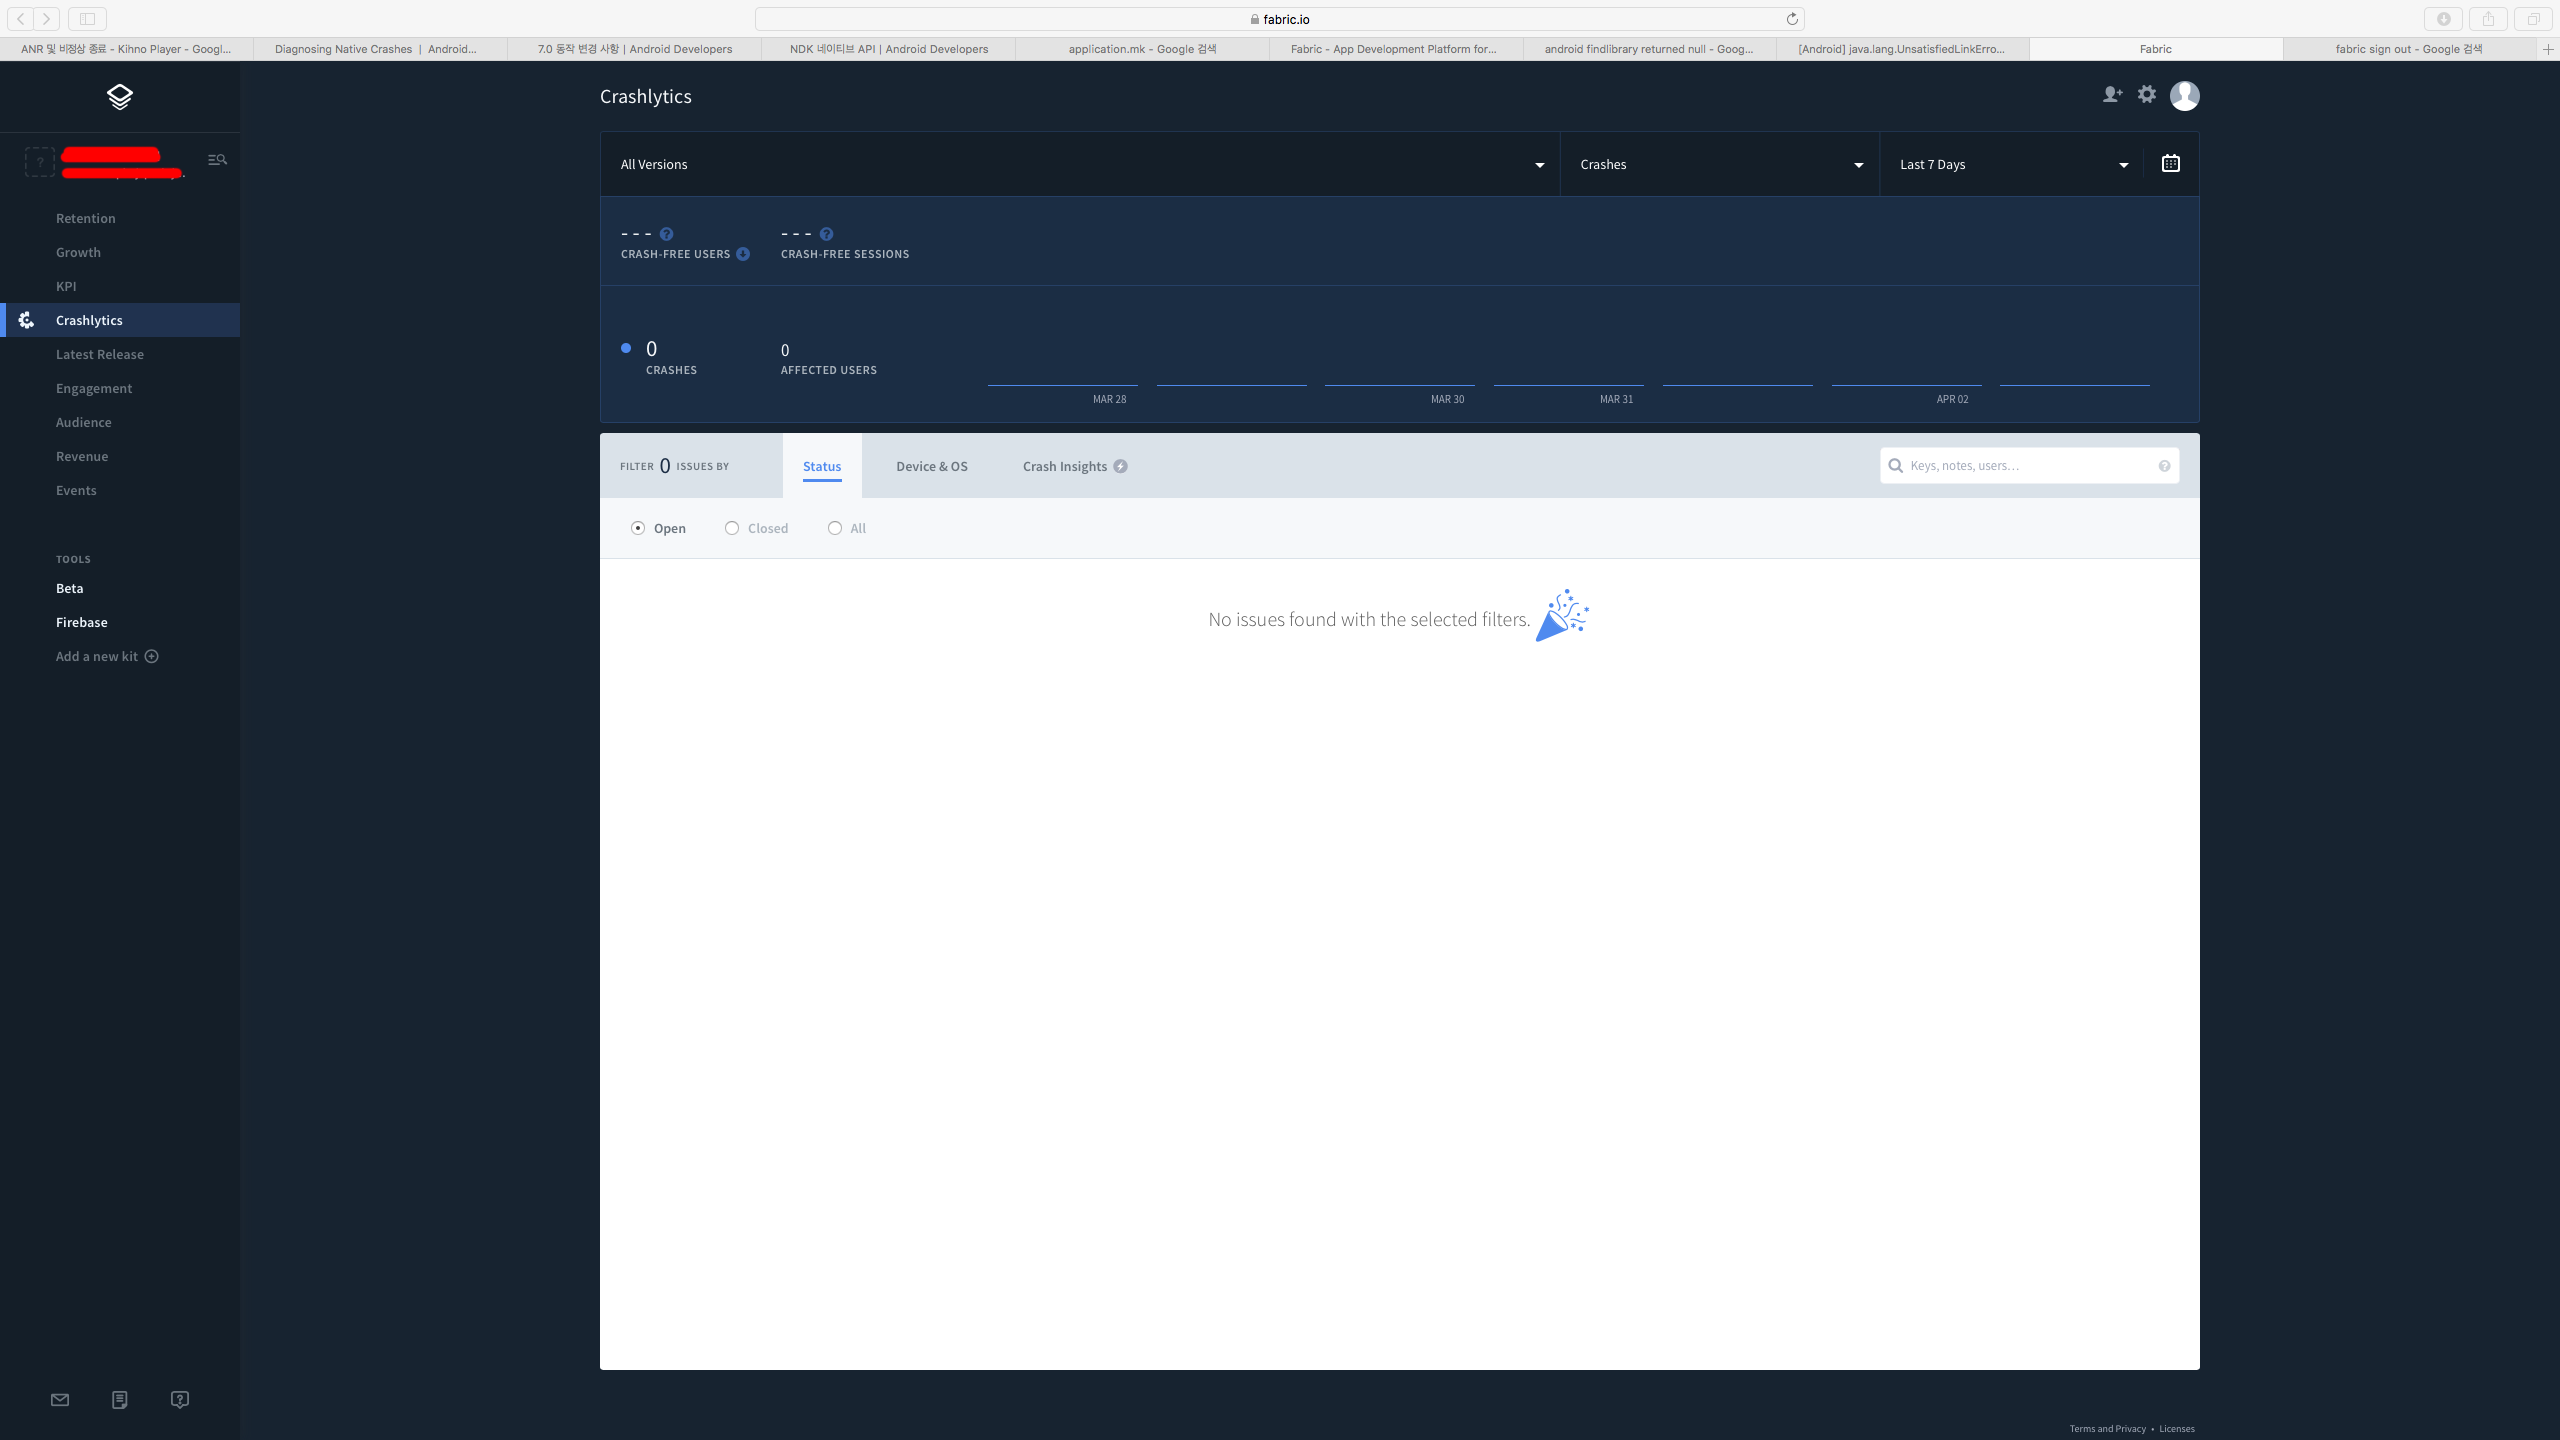 fabric.io
ANR 및 비정상 종료 - Kihno Player - Googl...
Diagnosing Native Crashes | Android...
7.0 동작 변경 사항 | Android Developers
NDK 네이티브 API | Android Developers
application.mk - Google 검색
Fabric - App Development Platform for...
android findlibrary returned null - Goog...
[Android] java.lang.UnsatisfiedLinkErro...
Fabric
fabric sign out - Google 검색
Crashlytics
Retention
Growth
KPI
Crashlytics
Latest Release
Engagement
Audience
Revenue
Events
TOOLS
Beta
Firebase
Add a new kit
All Versions
Crashes
Last 7 Days
- - -
CRASH-FREE USERS
- - -
CRASH-FREE SESSIONS
0
CRASHES
0
AFFECTED USERS
MAR 28
MAR 30
MAR 31
APR 02
FILTER 0 ISSUES BY
Status
Device & OS
Crash Insights
Keys, notes, users...
Open
Closed
All
No issues found with the selected filters.
Terms and Privacy • Licenses